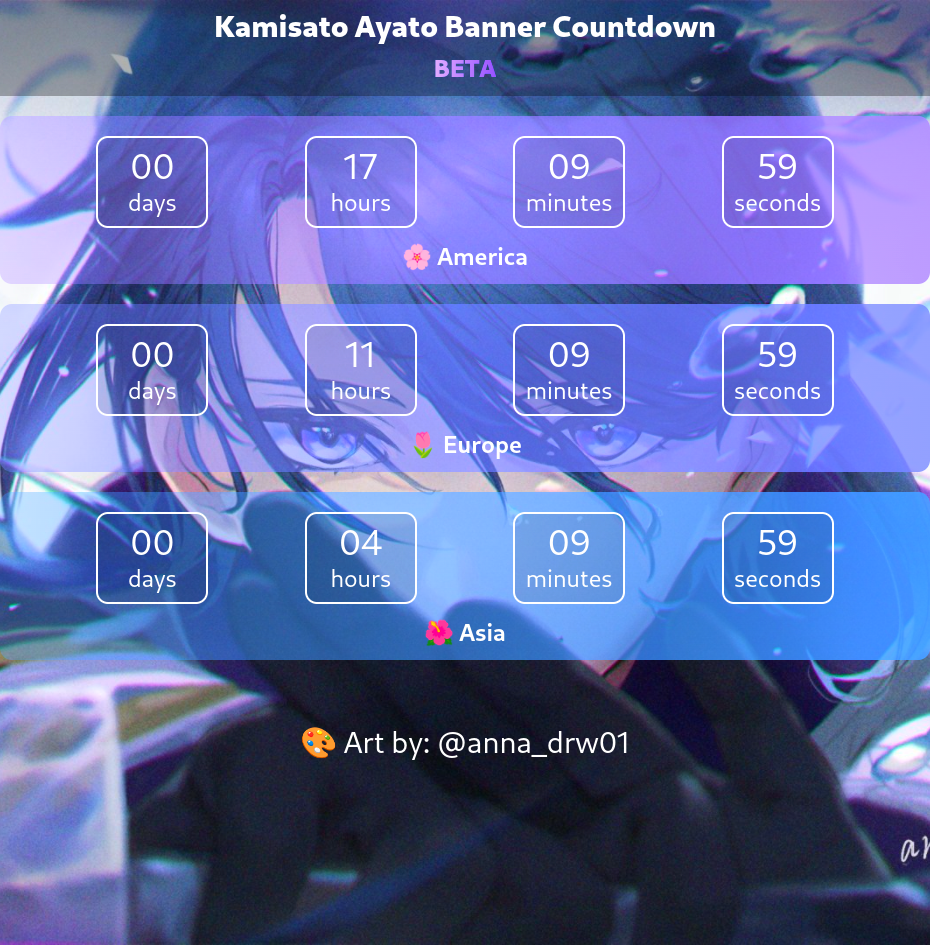 Kamisato Ayato Banner Countdown
BETA
00 17 09 59
days hours minutes seconds
🌸 America
00 11 09 59
days hours minutes seconds
🌷 Europe
00 04 09 59
days hours minutes seconds
🌺 Asia
🎨 Art by: @anna_drw01